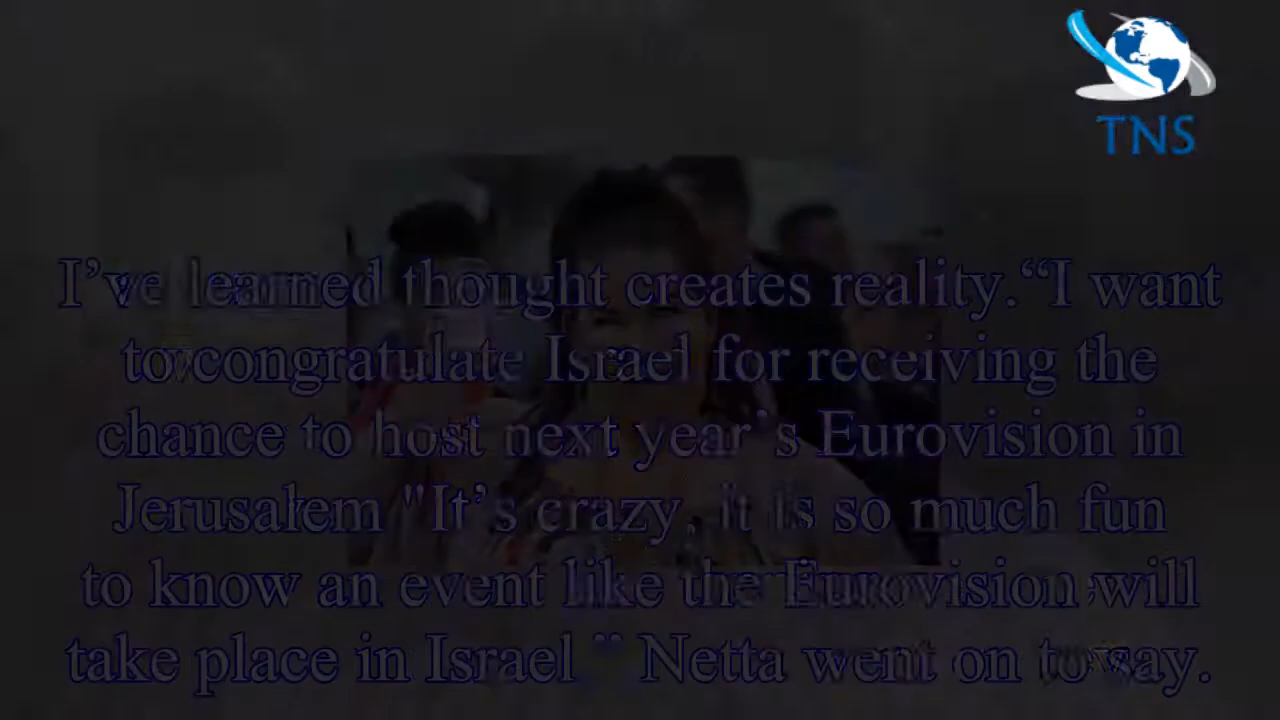 TNS
I’ve learned thought creates reality.“I want
to congratulate Israel for receiving the
chance to host next year’s Eurovision in
Jerusalem "It’s crazy, it is so much fun
to know an event like the Eurovision will
take place in Israel.” Netta went on to say.